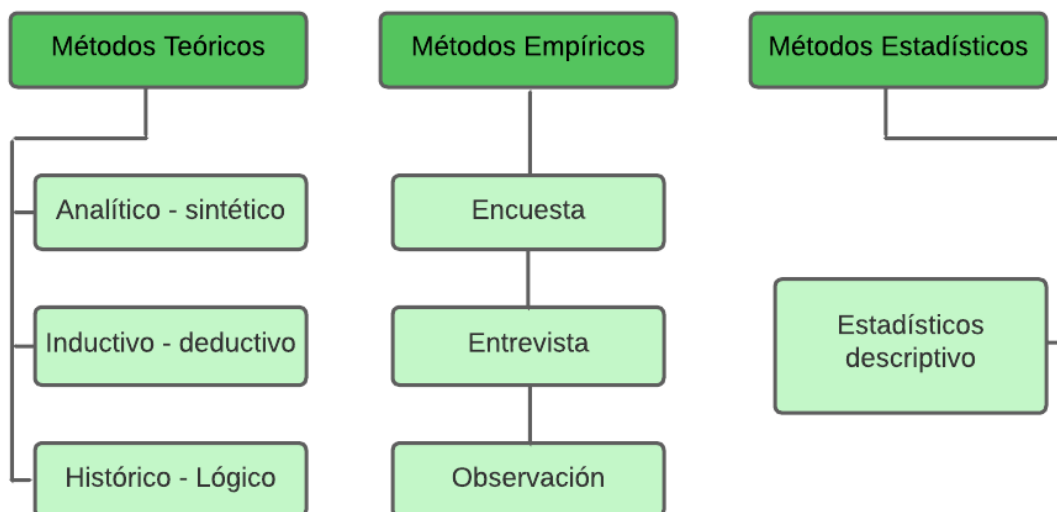 Métodos Teóricos
Métodos Empíricos
Métodos Estadísticos
Analítico - sintético
Encuesta
Inductivo - deductivo
Entrevista
Estadísticos
descriptivo
Histórico - Lógico
Observación